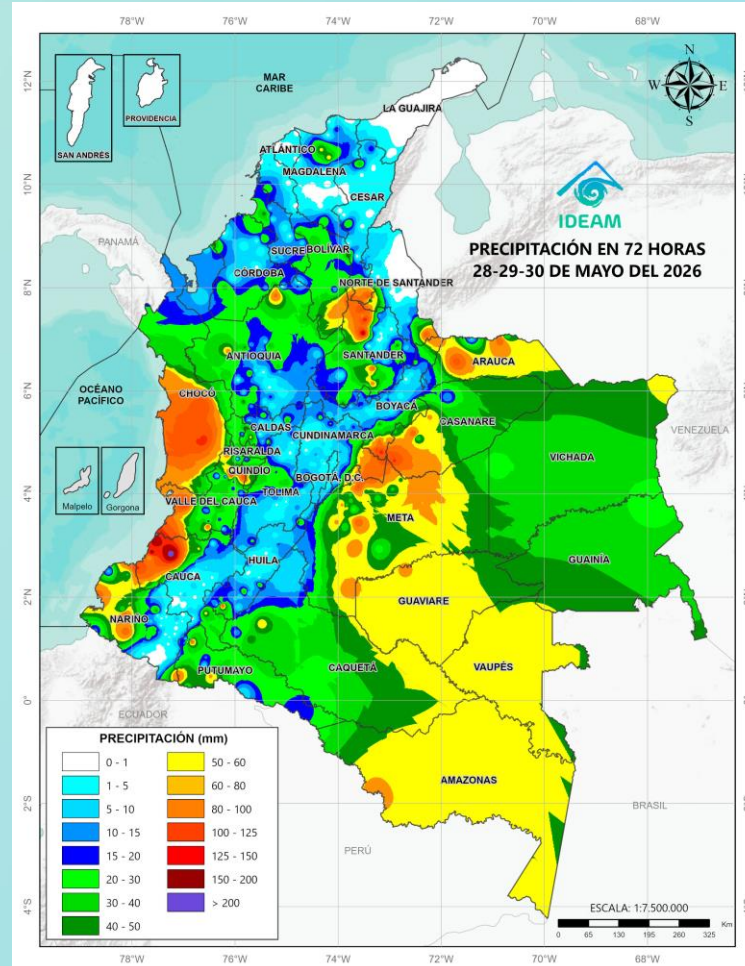 78°W 76°W 74°W 72°W 70°W 68°W
12°N
10°N
8°N
6°N
4°N
2°N
0°
2°S
4°S
N
W E
S
SAN ANDRÉS
PROVIDENCIA
MAR
CARIBE
LA GUAJIRA
ATLÁNTICO
MAGDALENA
CESAR
IDEAM
PRECIPITACIÓN EN 72 HORAS
28-29-30 DE MAYO DEL 2026
PANAMÁ
SUCRE
BOLÍVAR
CÓRDOBA
NORTE DE SANTANDER
ANTIOQUIA
SANTANDER
ARAUCA
OCÉANO
PACÍFICO
CHOCÓ
BOYACÁ
CASANARE
VENEZUELA
CALDAS
CUNDINAMARCA
RISARALDA
VICHADA
QUINDÍO
BOGOTÁ, D.C.
Malpelo
Gorgona
VALLE DEL CAUCA
TOLIMA
META
GUAINÍA
HUILA
CAUCA
GUAVIARE
NARIÑO
PUTUMAYO
CAQUETÁ
VAUPÉS
ECUADOR
AMAZONAS
BRASIL
PERÚ
PRECIPITACIÓN (mm)
0 - 1
1 - 5
5 - 10
10 - 15
15 - 20
20 - 30
30 - 40
40 - 50
50 - 60
60 - 80
80 - 100
100 - 125
125 - 150
150 - 200
> 200
ESCALA: 1:7.500.000
0 65 130 195 260 325 Km
78°W 76°W 74°W 72°W 70°W 68°W